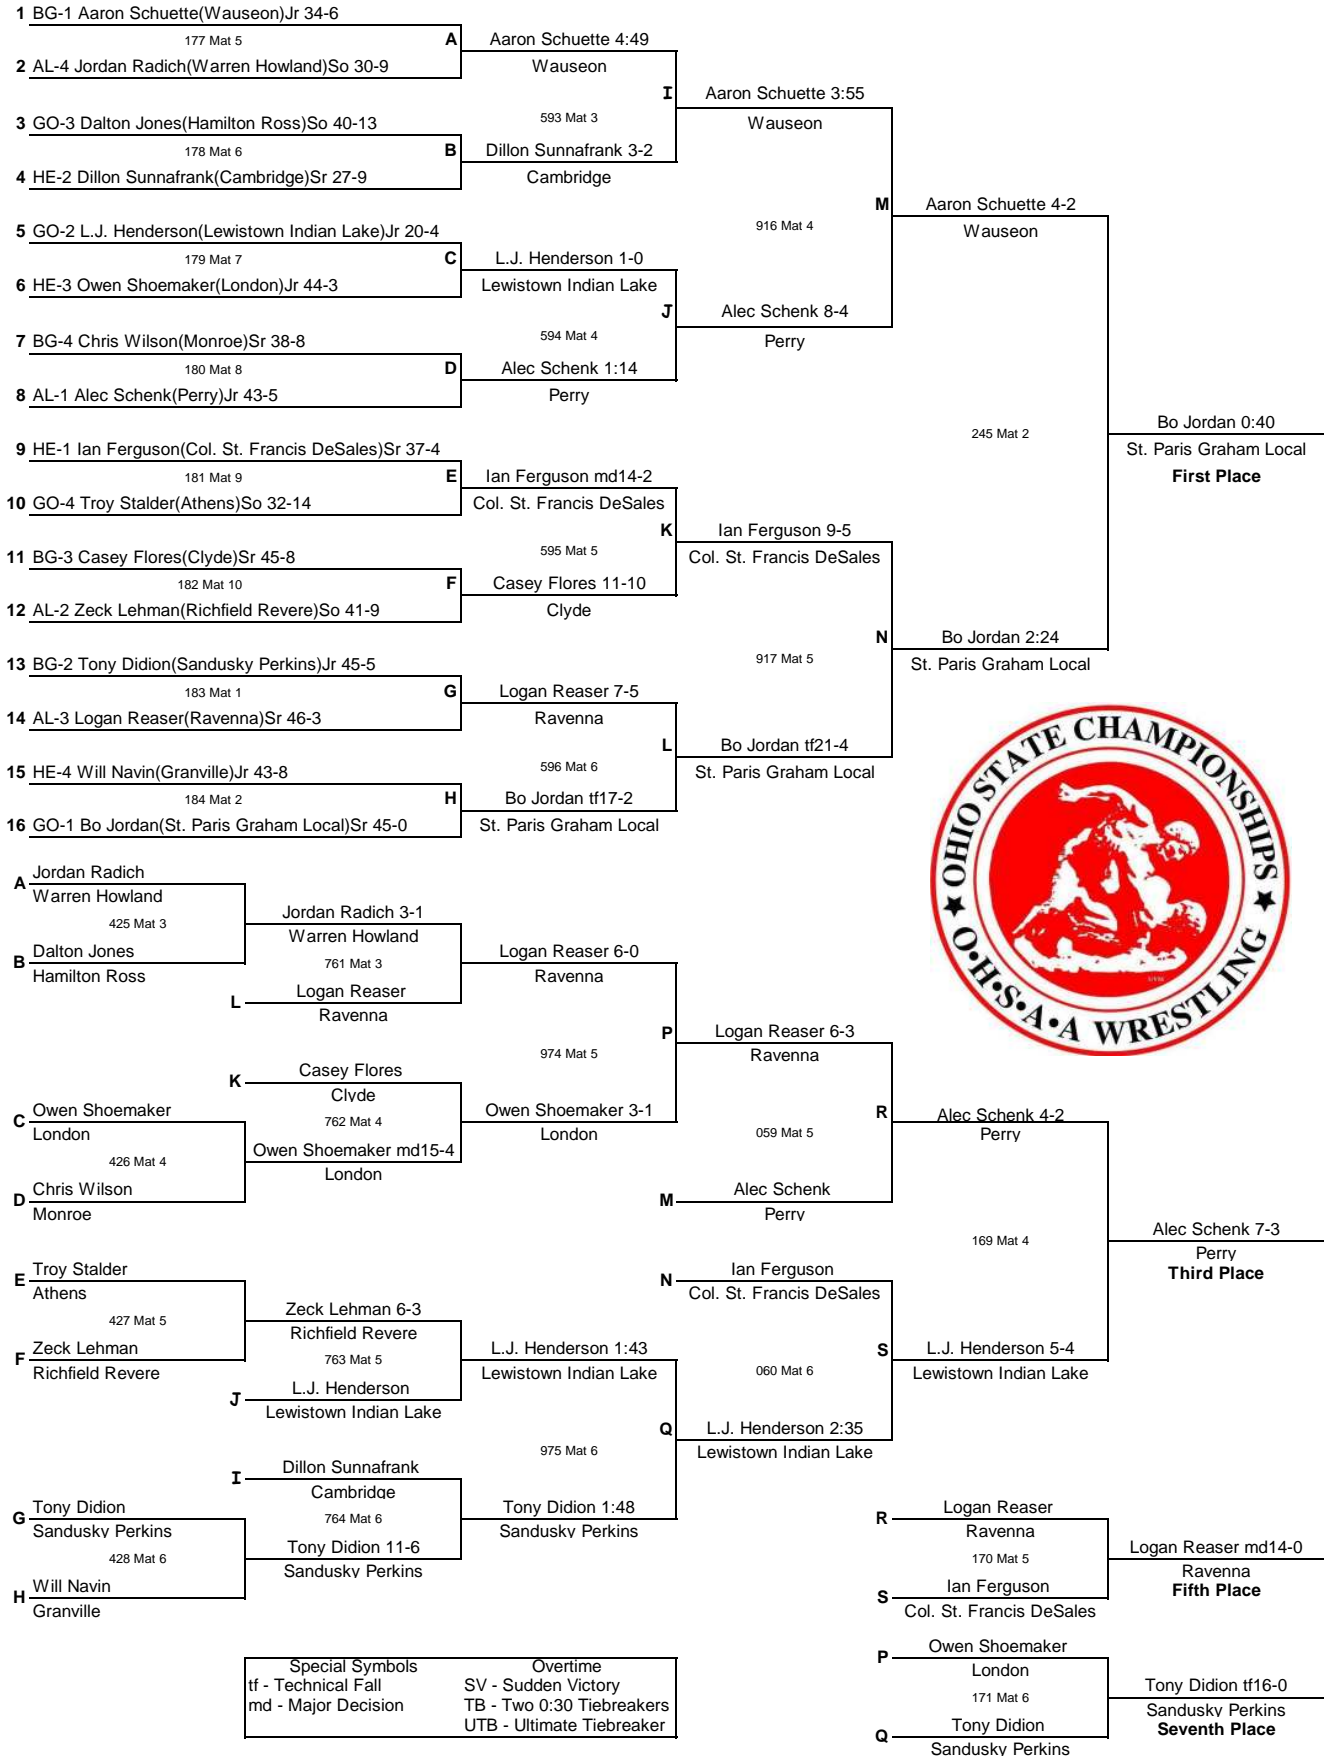 1 BG-1 Aaron Schuette(Wauseon)Jr 34-6
177 Mat 5
A
2 AL-4 Jordan Radich(Warren Howland)So 30-9
Aaron Schuette 4:49
Wauseon
3 GO-3 Dalton Jones(Hamilton Ross)So 40-13
178 Mat 6
B
4 HE-2 Dillon Sunnafrank(Cambridge)Sr 27-9
593 Mat 3
I
Dillon Sunnafrank 3-2
Cambridge
Aaron Schuette 3:55
Wauseon
5 GO-2 L.J. Henderson(Lewistown Indian Lake)Jr 20-4
179 Mat 7
C
6 HE-3 Owen Shoemaker(London)Jr 44-3
L.J. Henderson 1-0
Lewistown Indian Lake
7 BG-4 Chris Wilson(Monroe)Sr 38-8
180 Mat 8
D
8 AL-1 Alec Schenk(Perry)Jr 43-5
594 Mat 4
J
Alec Schenk 1:14
Perry
Alec Schenk 8-4
Perry
916 Mat 4
M
Aaron Schuette 4-2
Wauseon
9 HE-1 Ian Ferguson(Col. St. Francis DeSales)Sr 37-4
181 Mat 9
E
10 GO-4 Troy Stalder(Athens)So 32-14
Ian Ferguson md14-2
Col. St. Francis DeSales
11 BG-3 Casey Flores(Clyde)Sr 45-8
182 Mat 10
F
12 AL-2 Zeck Lehman(Richfield Revere)So 41-9
595 Mat 5
K
Casey Flores 11-10
Clyde
Ian Ferguson 9-5
Col. St. Francis DeSales
13 BG-2 Tony Didion(Sandusky Perkins)Jr 45-5
183 Mat 1
G
14 AL-3 Logan Reaser(Ravenna)Sr 46-3
Logan Reaser 7-5
Ravenna
15 HE-4 Will Navin(Granville)Jr 43-8
184 Mat 2
H
16 GO-1 Bo Jordan(St. Paris Graham Local)Sr 45-0
596 Mat 6
L
Bo Jordan tf17-2
St. Paris Graham Local
Bo Jordan tf21-4
St. Paris Graham Local
917 Mat 5
N
Bo Jordan 2:24
St. Paris Graham Local
245 Mat 2
Bo Jordan 0:40
St. Paris Graham Local
First Place
★ OHIO STATE CHAMPIONSHIPS ★
O•H•S•A•A WRESTLING
A Jordan Radich
Warren Howland
425 Mat 3
B Dalton Jones
Hamilton Ross
Jordan Radich 3-1
Warren Howland
761 Mat 3
L Logan Reaser
Ravenna
Logan Reaser 6-0
Ravenna
K Casey Flores
Clyde
C Owen Shoemaker
London
426 Mat 4
D Chris Wilson
Monroe
762 Mat 4
Owen Shoemaker md15-4
London
974 Mat 5
P
Owen Shoemaker 3-1
London
Logan Reaser 6-3
Ravenna
059 Mat 5
R
M Alec Schenk
Perry
Alec Schenk 4-2
Perry
E Troy Stalder
Athens
427 Mat 5
F Zeck Lehman
Richfield Revere
Zeck Lehman 6-3
Richfield Revere
763 Mat 5
J L.J. Henderson
Lewistown Indian Lake
L.J. Henderson 1:43
Lewistown Indian Lake
I Dillon Sunnafrank
Cambridge
G Tony Didion
Sandusky Perkins
428 Mat 6
H Will Navin
Granville
764 Mat 6
Tony Didion 11-6
Sandusky Perkins
975 Mat 6
Q
Tony Didion 1:48
Sandusky Perkins
N Ian Ferguson
Col. St. Francis DeSales
060 Mat 6
S
L.J. Henderson 2:35
Lewistown Indian Lake
L.J. Henderson 5-4
Lewistown Indian Lake
169 Mat 4
Alec Schenk 7-3
Perry
Third Place
R Logan Reaser
Ravenna
170 Mat 5
S Ian Ferguson
Col. St. Francis DeSales
Logan Reaser md14-0
Ravenna
Fifth Place
P Owen Shoemaker
London
171 Mat 6
Q Tony Didion
Sandusky Perkins
Tony Didion tf16-0
Sandusky Perkins
Seventh Place
Special Symbols Overtime
tf - Technical Fall SV - Sudden Victory
md - Major Decision TB - Two 0:30 Tiebreakers
UTB - Ultimate Tiebreaker